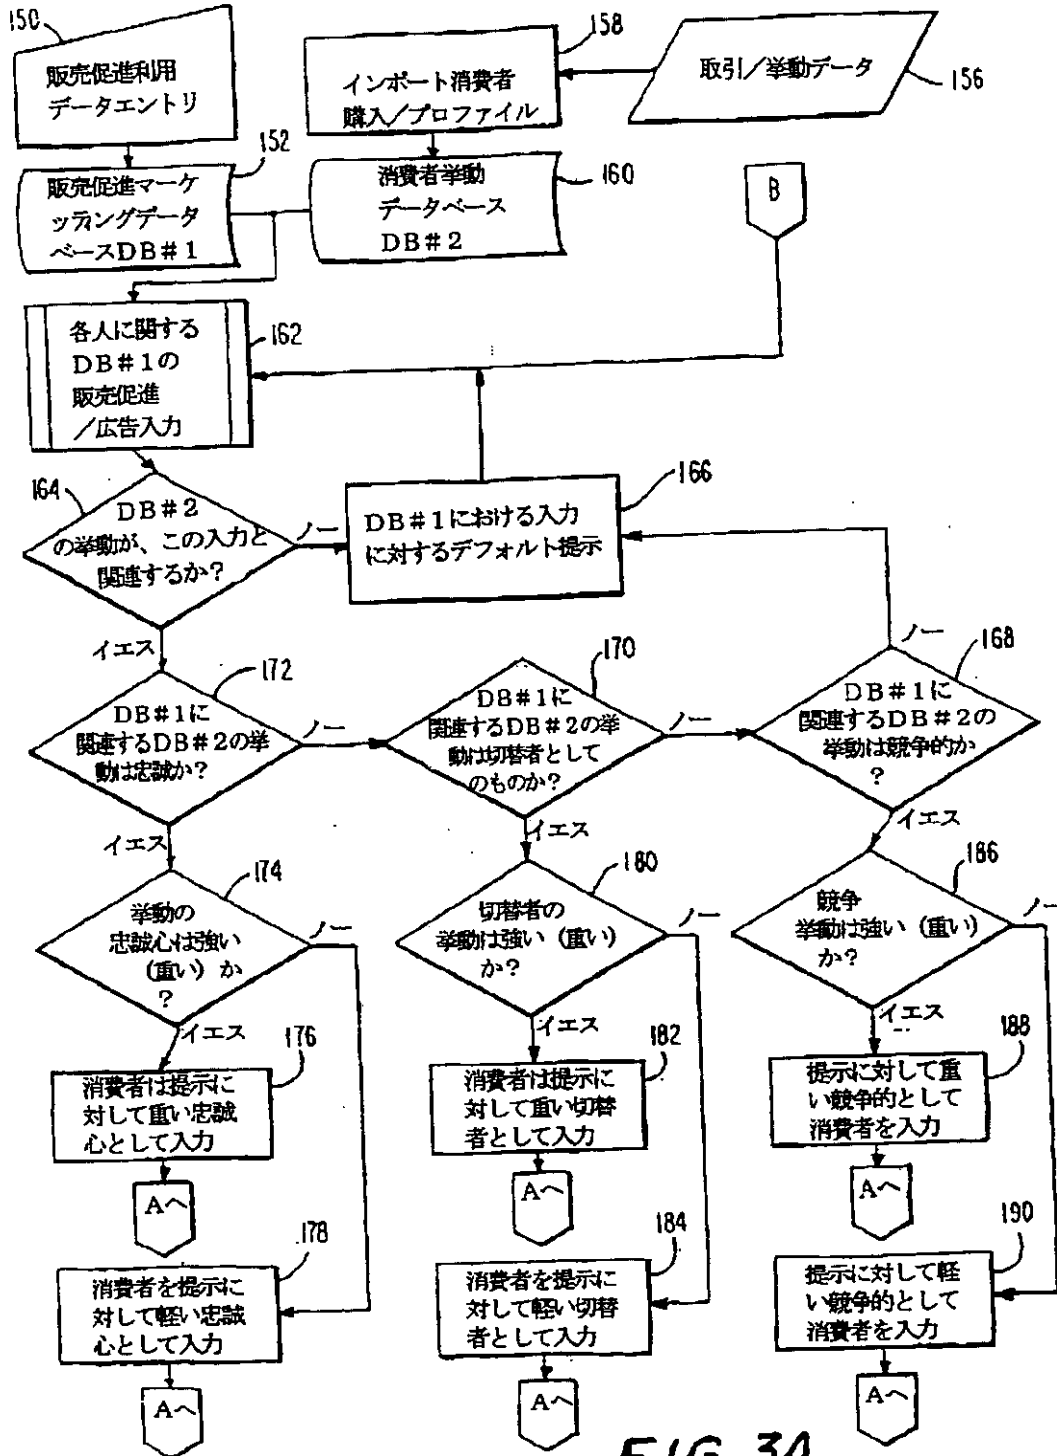 150
販売促進利用
データエントリ
158
インポート消費者
購入／プロファイル
取引／挙動データ
156
152
販売促進マーケ
ッティングデータ
ベースDB＃1
消費者挙動
データベース
DB＃2
160
B
各人に関する
DB＃1の
販売促進
／広告入力
162
164
DB＃2
の挙動が、この入力と
関連するか？
ノー
イエス
166
DB＃1における入力
に対するデフォルト提示
172
DB＃1に
関連するDB＃2の挙
動は忠誠か？
ノー
イエス
170
DB＃1に
関連するDB＃2の挙
動は切替者として
のものか？
ノー
イエス
ノー
168
DB＃1に
関連するDB＃2の
挙動は競争的か
？
イエス
174
挙動の
忠誠心は強い
（重い）か
？
ノー
イエス
180
切替者の
挙動は強い（重い）
か？
ノー
イエス
186
競争
挙動は強い（重い）
か？
ノー
イエス
176
消費者は提示に
対して重い忠誠
心として入力
Aへ
182
消費者は提示に
対して重い切替
者として入力
Aへ
188
提示に対して重
い競争的として
消費者を入力
Aへ
178
消費者を提示に
対して軽い忠誠
心として入力
Aへ
184
消費者を提示に
対して軽い切替
者として入力
Aへ
190
提示に対して軽
い競争的として
消費者を入力
Aへ
FIG. 3A